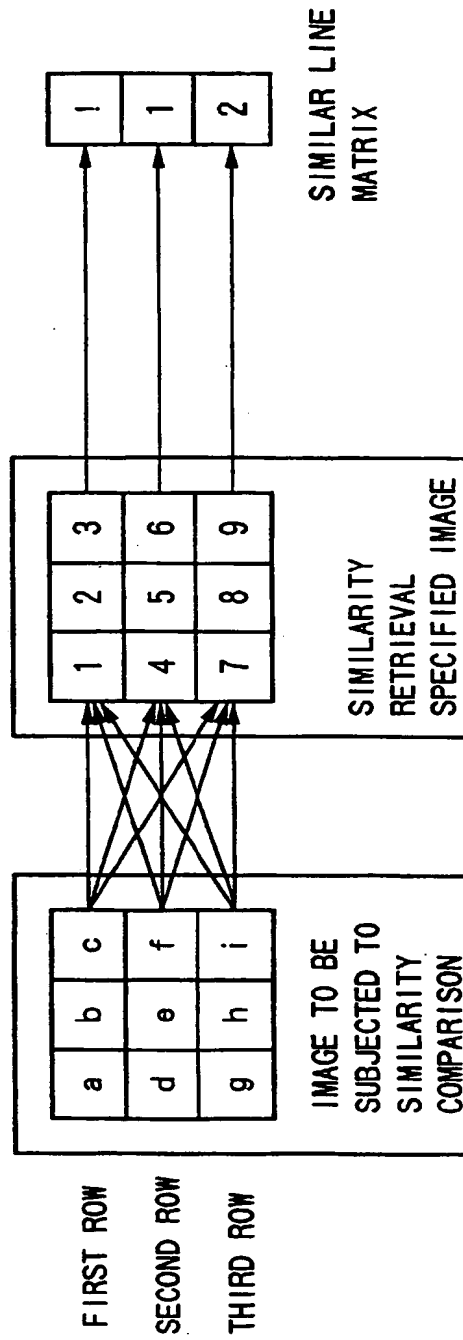 FIRST ROW
SECOND ROW
THIRD ROW
a b c
d e f
g h i
IMAGE TO BE
SUBJECTED TO
SIMILARITY
COMPARISON
1 2 3
4 5 6
7 8 9
SIMILARITY
RETRIEVAL
SPECIFIED IMAGE
1
1
2
SIMILAR LINE
MATRIX